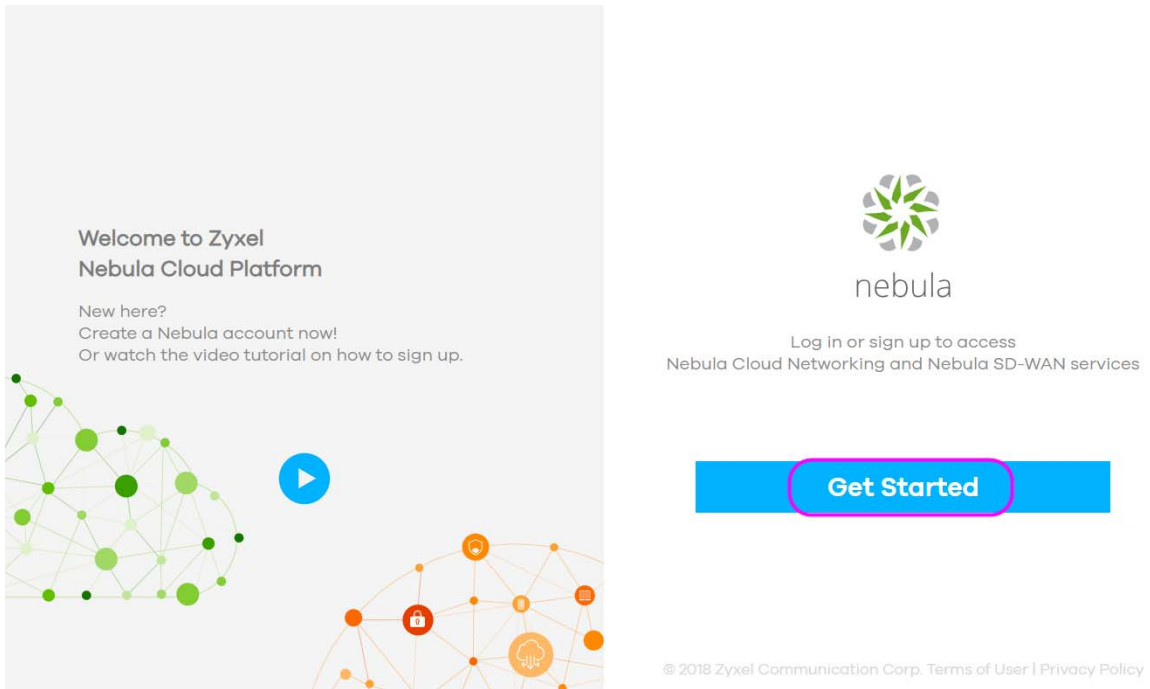 Welcome to Zyxel
Nebula Cloud Platform
New here?
Create a Nebula account now!
Or watch the video tutorial on how to sign up.
nebula
Log in or sign up to access
Nebula Cloud Networking and Nebula SD-WAN services
Get Started
© 2018 Zyxel Communication Corp. Terms of User | Privacy Policy